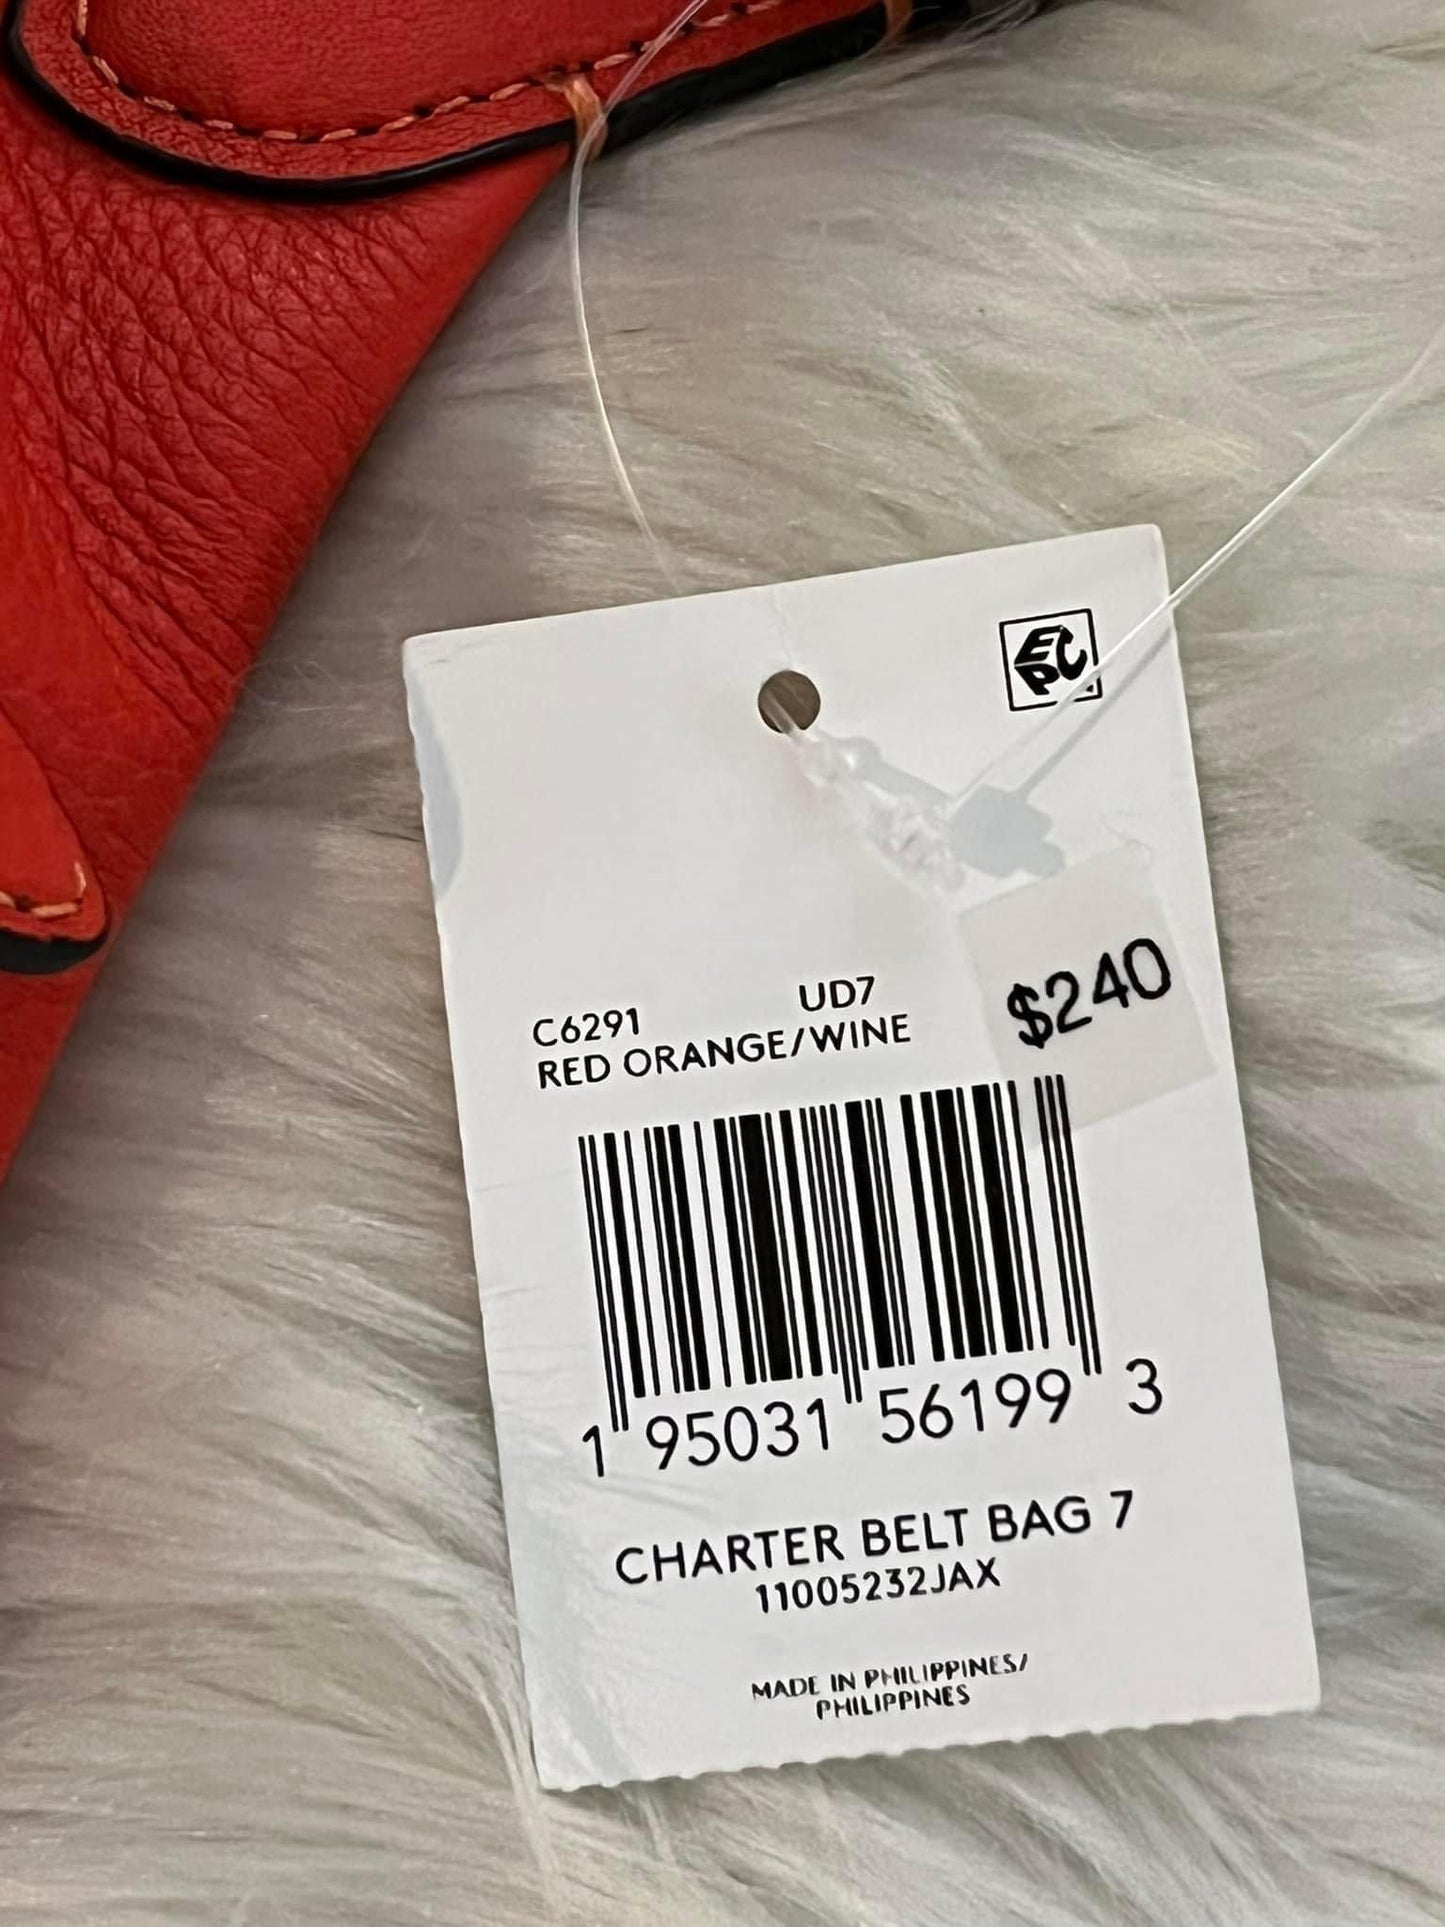 EPC
$240
C6291 UD7
RED ORANGE/WINE
1 95031 56199 3
CHARTER BELT BAG 7
11005232JAX
MADE IN PHILIPPINES/
PHILIPPINES